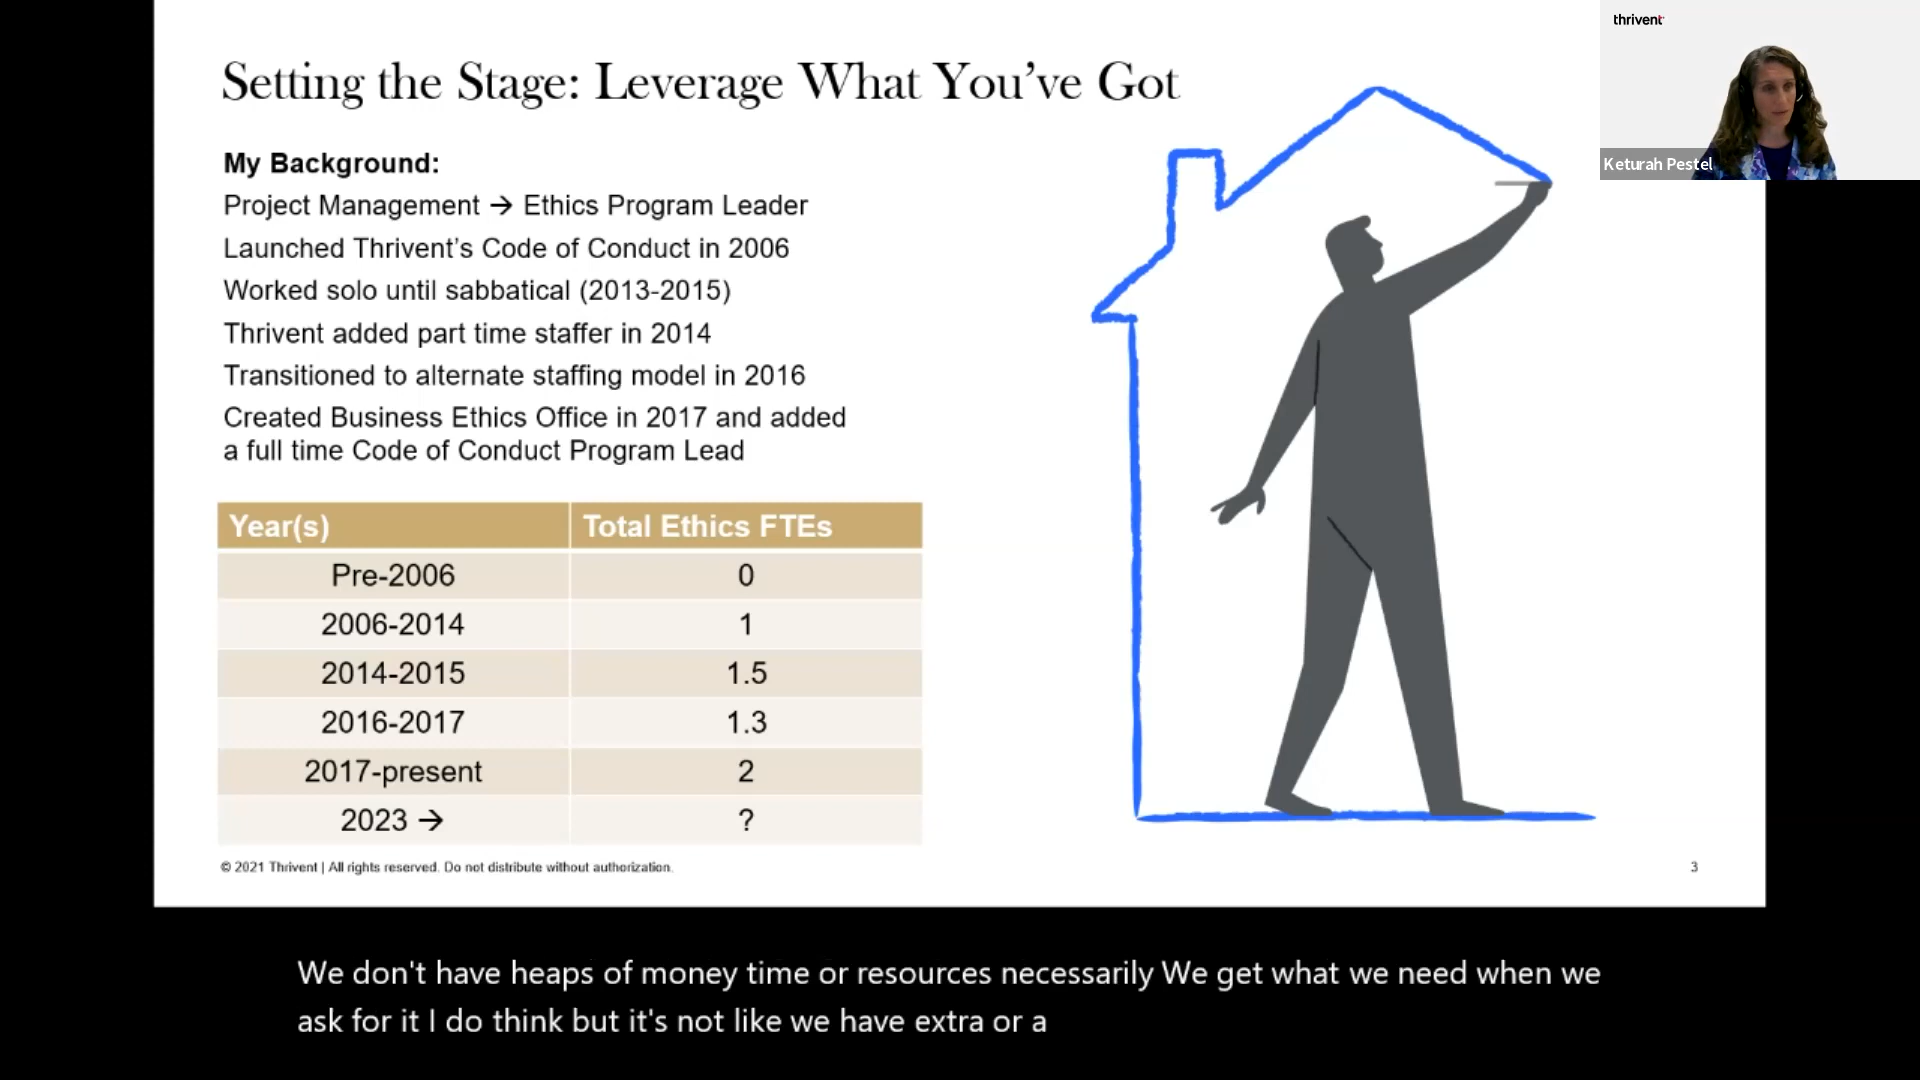 Setting the Stage: Leverage What You’ve Got
thrivent
Keturah Pestel
My Background:
Project Management → Ethics Program Leader
Launched Thrivent’s Code of Conduct in 2006
Worked solo until sabbatical (2013-2015)
Thrivent added part time staffer in 2014
Transitioned to alternate staffing model in 2016
Created Business Ethics Office in 2017 and added
a full time Code of Conduct Program Lead
Year(s) Total Ethics FTEs
Pre-2006 0
2006-2014 1
2014-2015 1.5
2016-2017 1.3
2017-present 2
2023 → ?
© 2021 Thrivent | All rights reserved. Do not distribute without authorization.
3
We don't have heaps of money time or resources necessarily We get what we need when we
ask for it I do think but it's not like we have extra or a